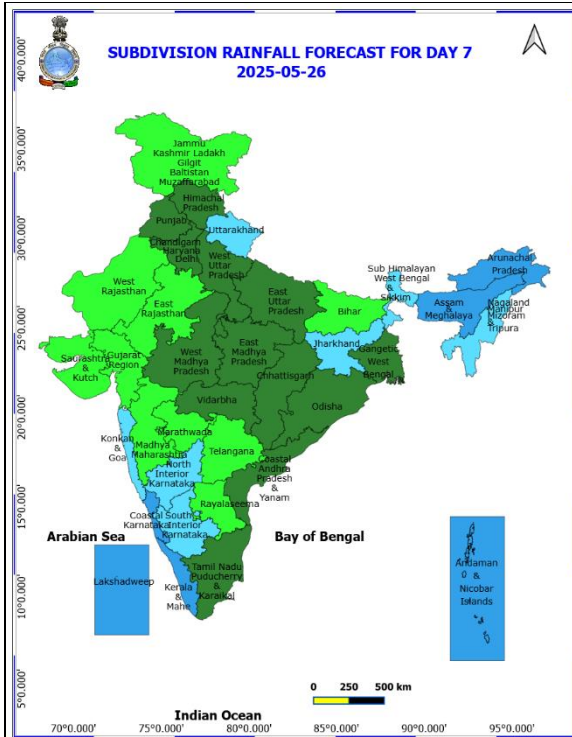 SUBDIVISION RAINFALL FORECAST FOR DAY 7
2025-05-26
40°0.000'
35°0.000'
30°0.000'
25°0.000'
20°0.000'
15°0.000'
10°0.000'
5°0.000'
Jammu
Kashmir Ladakh
Gilgit
Baltistan
Muzaffarabad
Himachal
Pradesh
Punjab
Uttarakhand
Chandigarh
Haryana
Delhi
&
West
Uttar
Pradesh
Arunachal
Pradesh
Sub Himalayan
West Bengal
&
Sikkim
West
Rajasthan
East
Rajasthan
East
Uttar
Pradesh
Bihar
Assam
&
Meghalaya
Nagaland
Manipur
Mizoram
&
Tripura
Jharkhand
Gangetic
West
Bengal
Saurashtra
&
Kutch
Gujarat
Region
West
Madhya
Pradesh
East
Madhya
Pradesh
Chhattisgarh
Vidarbha
Odisha
Konkan
&
Goa
Marathwada
Madhya
Maharashtra
Telangana
North
Interior
Karnataka
Coastal
Andhra
Pradesh
&
Yanam
Rayalaseema
Coastal
Karnataka
South
Interior
Karnataka
Arabian Sea
Bay of Bengal
Lakshadweep
Kerala
&
Mahe
Tamil Nadu
Puducherry
&
Karaikal
Andaman
&
Nicobar
Islands
0 250 500 km
Indian Ocean
70°0.000' 75°0.000' 80°0.000' 85°0.000' 90°0.000' 95°0.000'